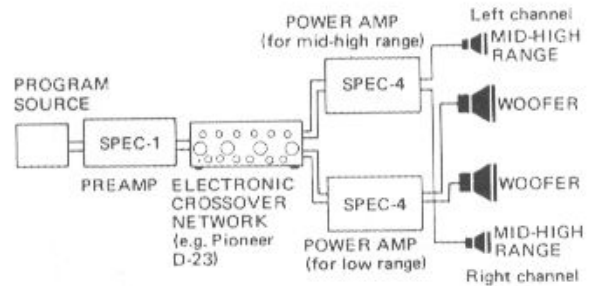 POWER AMP
(for mid-high range)
SPEC-4
Left channel
MID-HIGH
RANGE
WOOFER
PROGRAM
SOURCE
SPEC-1
PREAMP
ELECTRONIC
CROSSOVER
NETWORK
(e.g. Pioneer
D-23)
SPEC-4
POWER AMP
(for low range)
WOOFER
MID-HIGH
RANGE
Right channel